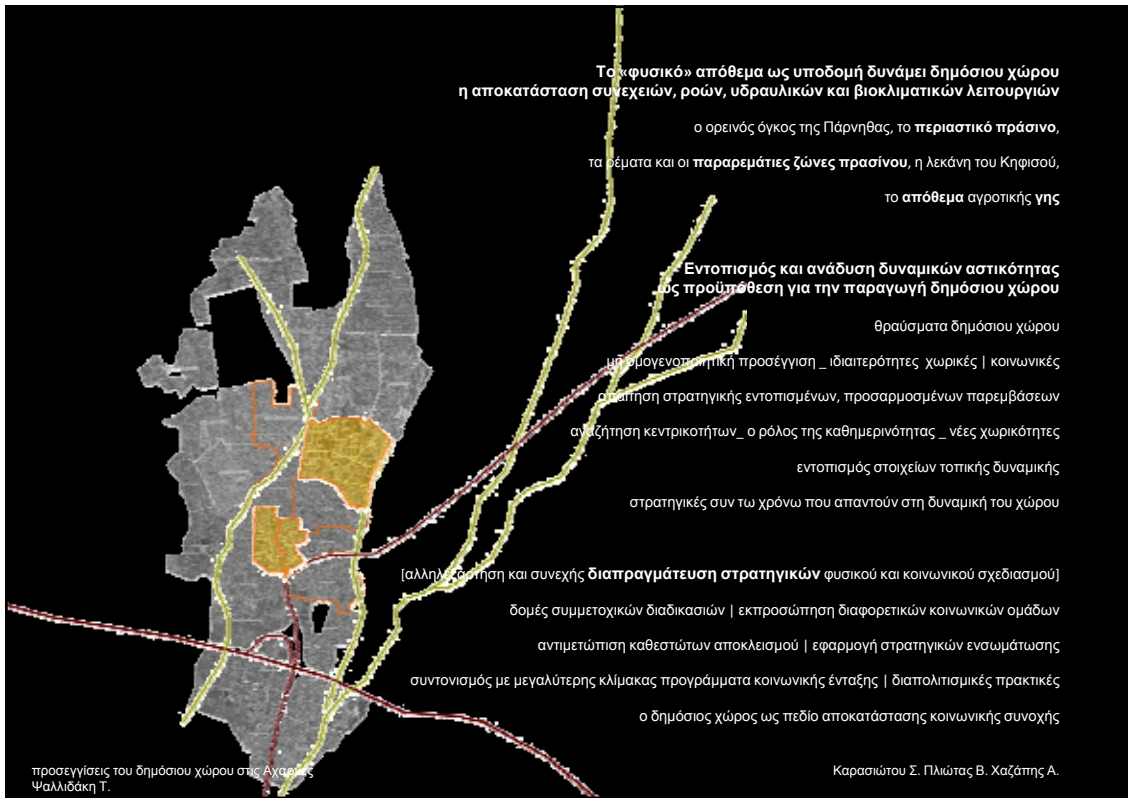 Το «φυσικό» απόθεμα ως υποδομή δυνάμει δημόσιου χώρου
η αποκατάσταση συνεχειών, ροών, υδραυλικών και βιοκλιματικών λειτουργιών
ο ορεινός όγκος της Πάρνηθας, το περιαστικό πράσινο,
τα ρέματα και οι παραρεμάτιες ζώνες πρασίνου, η λεκάνη του Κηφισού,
το απόθεμα αγροτικής γης
Εντοπισμός και ανάδυση δυναμικών αστικότητας
ως προϋπόθεση για την παραγωγή δημόσιου χώρου
θραύσματα δημόσιου χώρου
μη ομογενοποιητική προσέγγιση _ ιδιαιτερότητες χωρικές | κοινωνικές
απαίτηση στρατηγικής εντοπισμένων, προσαρμοσμένων παρεμβάσεων
αναζήτηση κεντρικοτήτων_ ο ρόλος της καθημερινότητας _ νέες χωρικότητες
εντοπισμός στοιχείων τοπικής δυναμικής
στρατηγικές συν τω χρόνω που απαντούν στη δυναμική του χώρου
[αλληλεξάρτηση και συνεχής διαπραγμάτευση στρατηγικών φυσικού και κοινωνικού σχεδιασμού]
δομές συμμετοχικών διαδικασιών | εκπροσώπηση διαφορετικών κοινωνικών ομάδων
αντιμετώπιση καθεστώτων αποκλεισμού | εφαρμογή στρατηγικών ενσωμάτωσης
συντονισμός με μεγαλύτερης κλίμακας προγράμματα κοινωνικής ένταξης | διαπολιτισμικές πρακτικές
ο δημόσιος χώρος ως πεδίο αποκατάστασης κοινωνικής συνοχής
προσεγγίσεις του δημόσιου χώρου στις Αχαρνές
Ψαλλιδάκη Τ.
Καρασιώτου Σ. Πλιώτας Β. Χαζάπης Α.